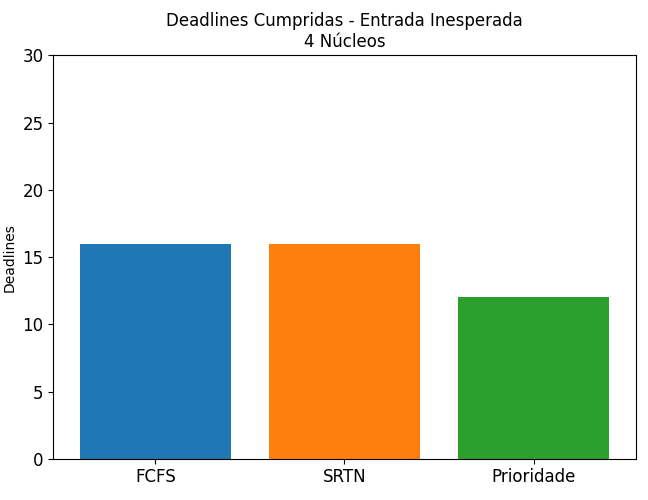 Deadlines Cumpridas - Entrada Inesperada
4 Núcleos
30
25
20
15
10
5
0
Deadlines
FCFS
SRTN
Prioridade